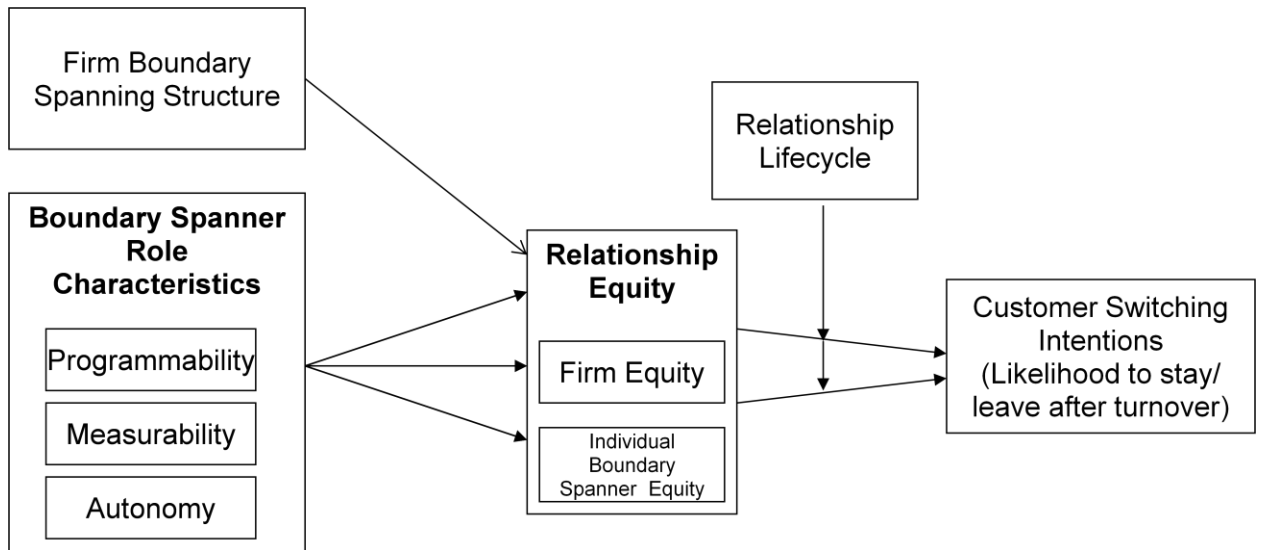 Firm Boundary
Spanning Structure
Boundary Spanner
Role
Characteristics
Programmability
Measurability
Autonomy
Relationship
Equity
Firm Equity
Individual
Boundary
Spanner Equity
Relationship
Lifecycle
Customer Switching
Intentions
(Likelihood to stay/
leave after turnover)